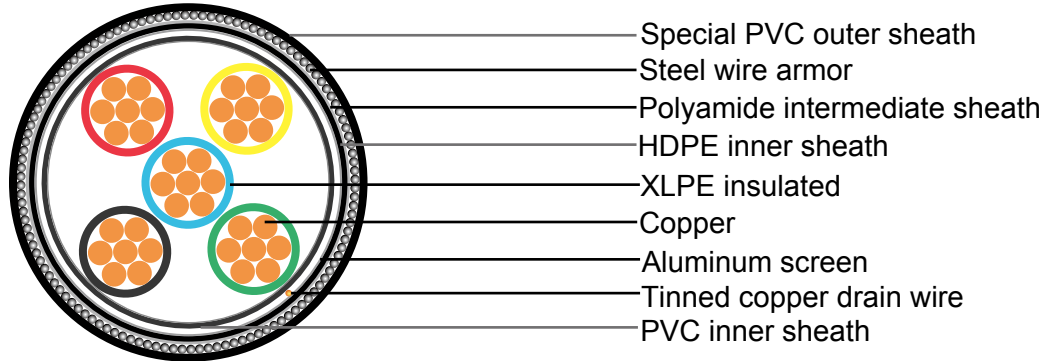 Special PVC outer sheath
Steel wire armor
Polyamide intermediate sheath
HDPE inner sheath
XLPE insulated
Copper
Aluminum screen
Tinned copper drain wire
PVC inner sheath